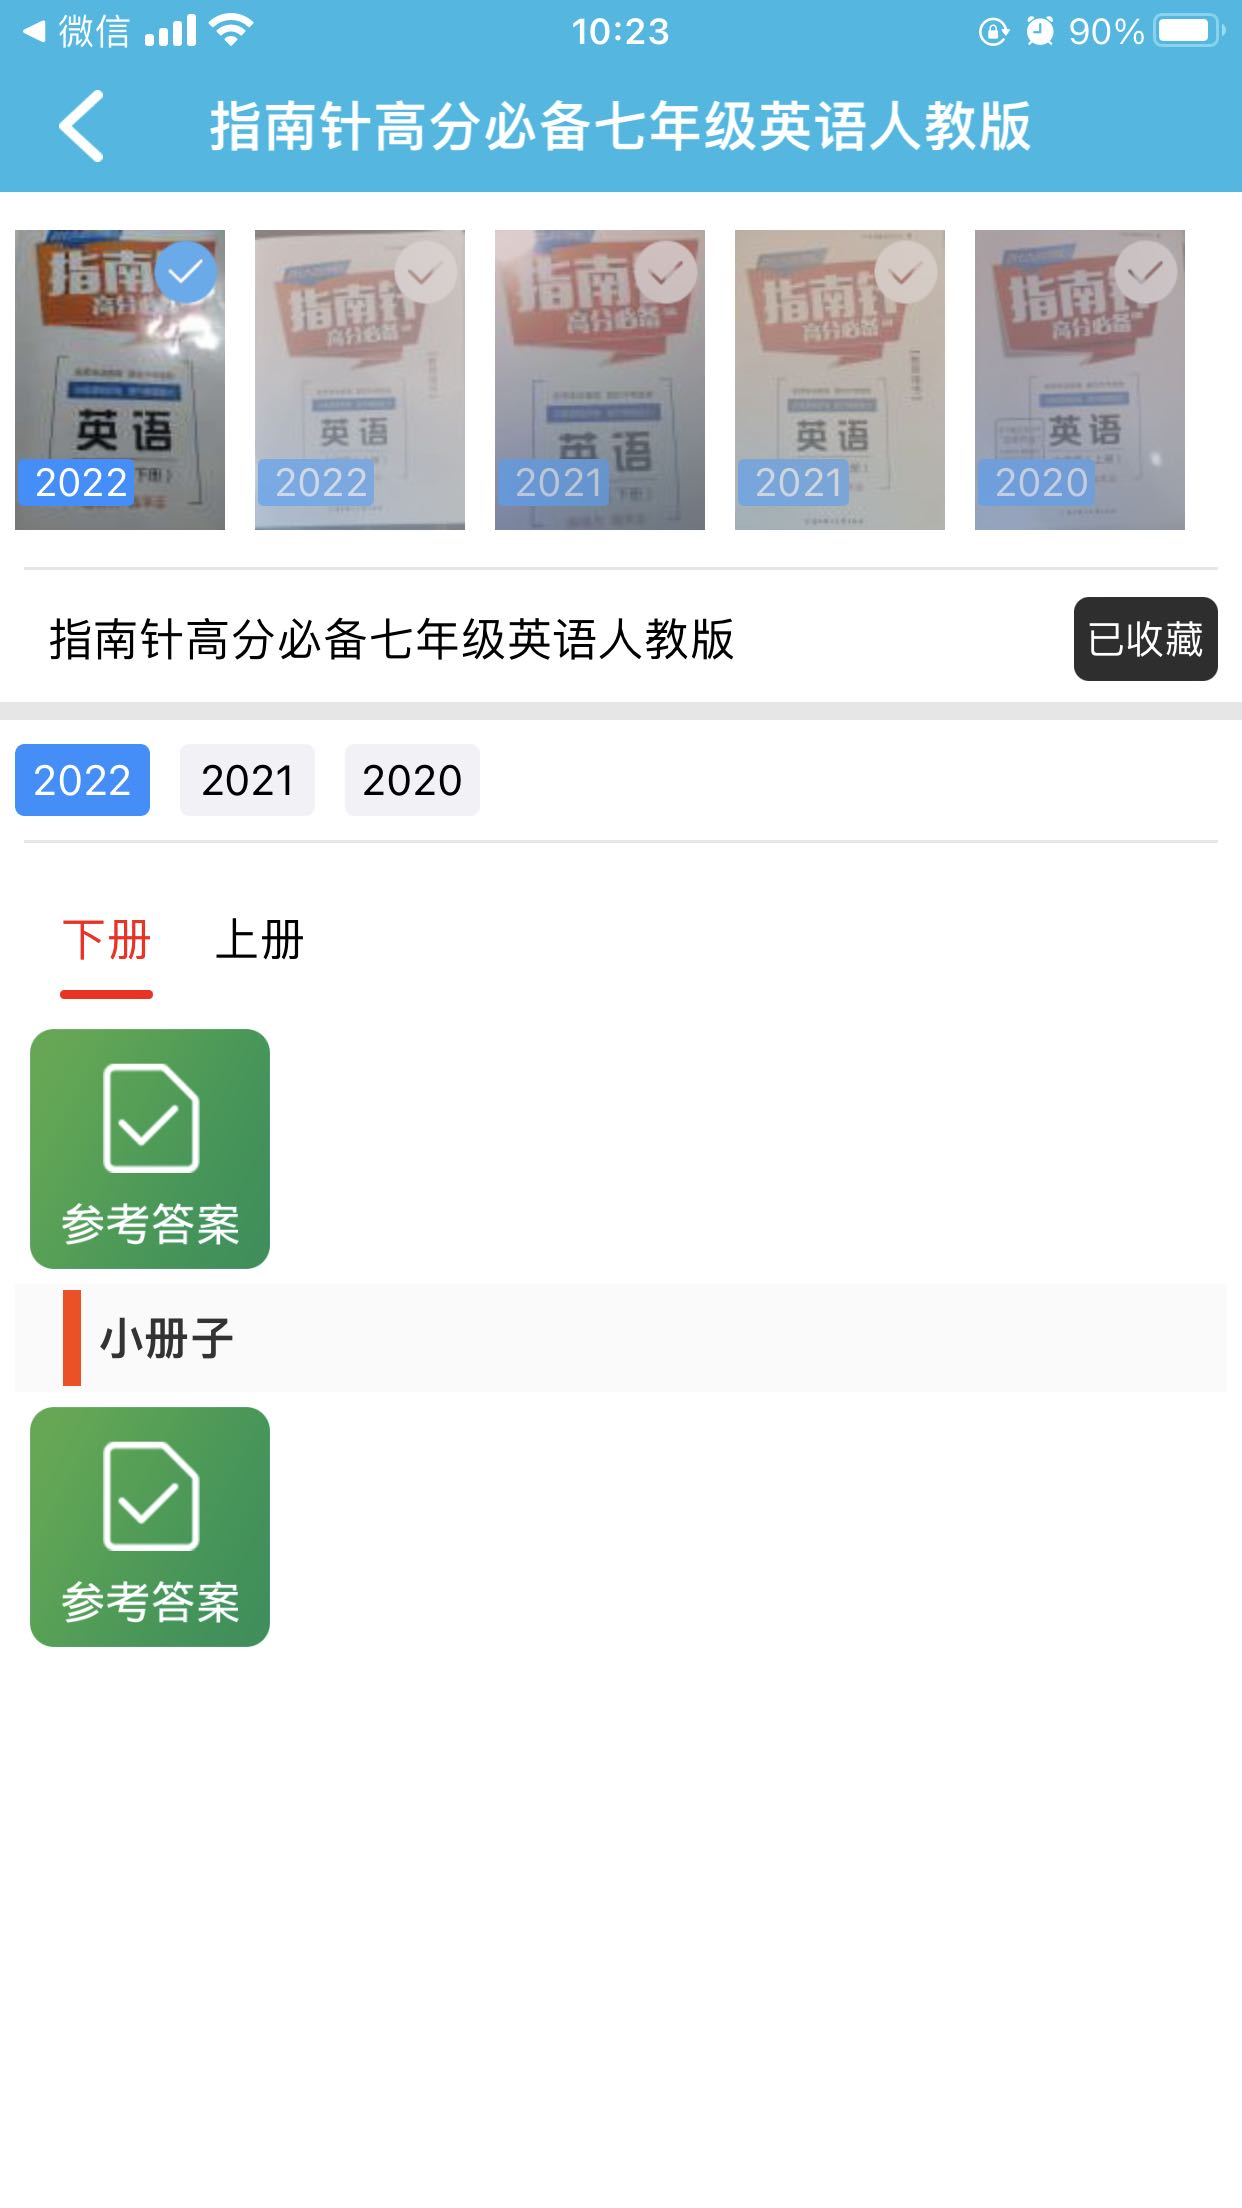 微信 10:23 90%
指南针高分必备七年级英语人教版
指南
高分必备
英语
下册）
2022
指南针
高分必备
英语
2022
指南
高分必备
英语
下册）
2021
指南针
高分必备
英语
2021
指南针
高分必备
英语
（上册）
2020
指南针高分必备七年级英语人教版
已收藏
2022 2021 2020
下册 上册
参考答案
小册子
参考答案